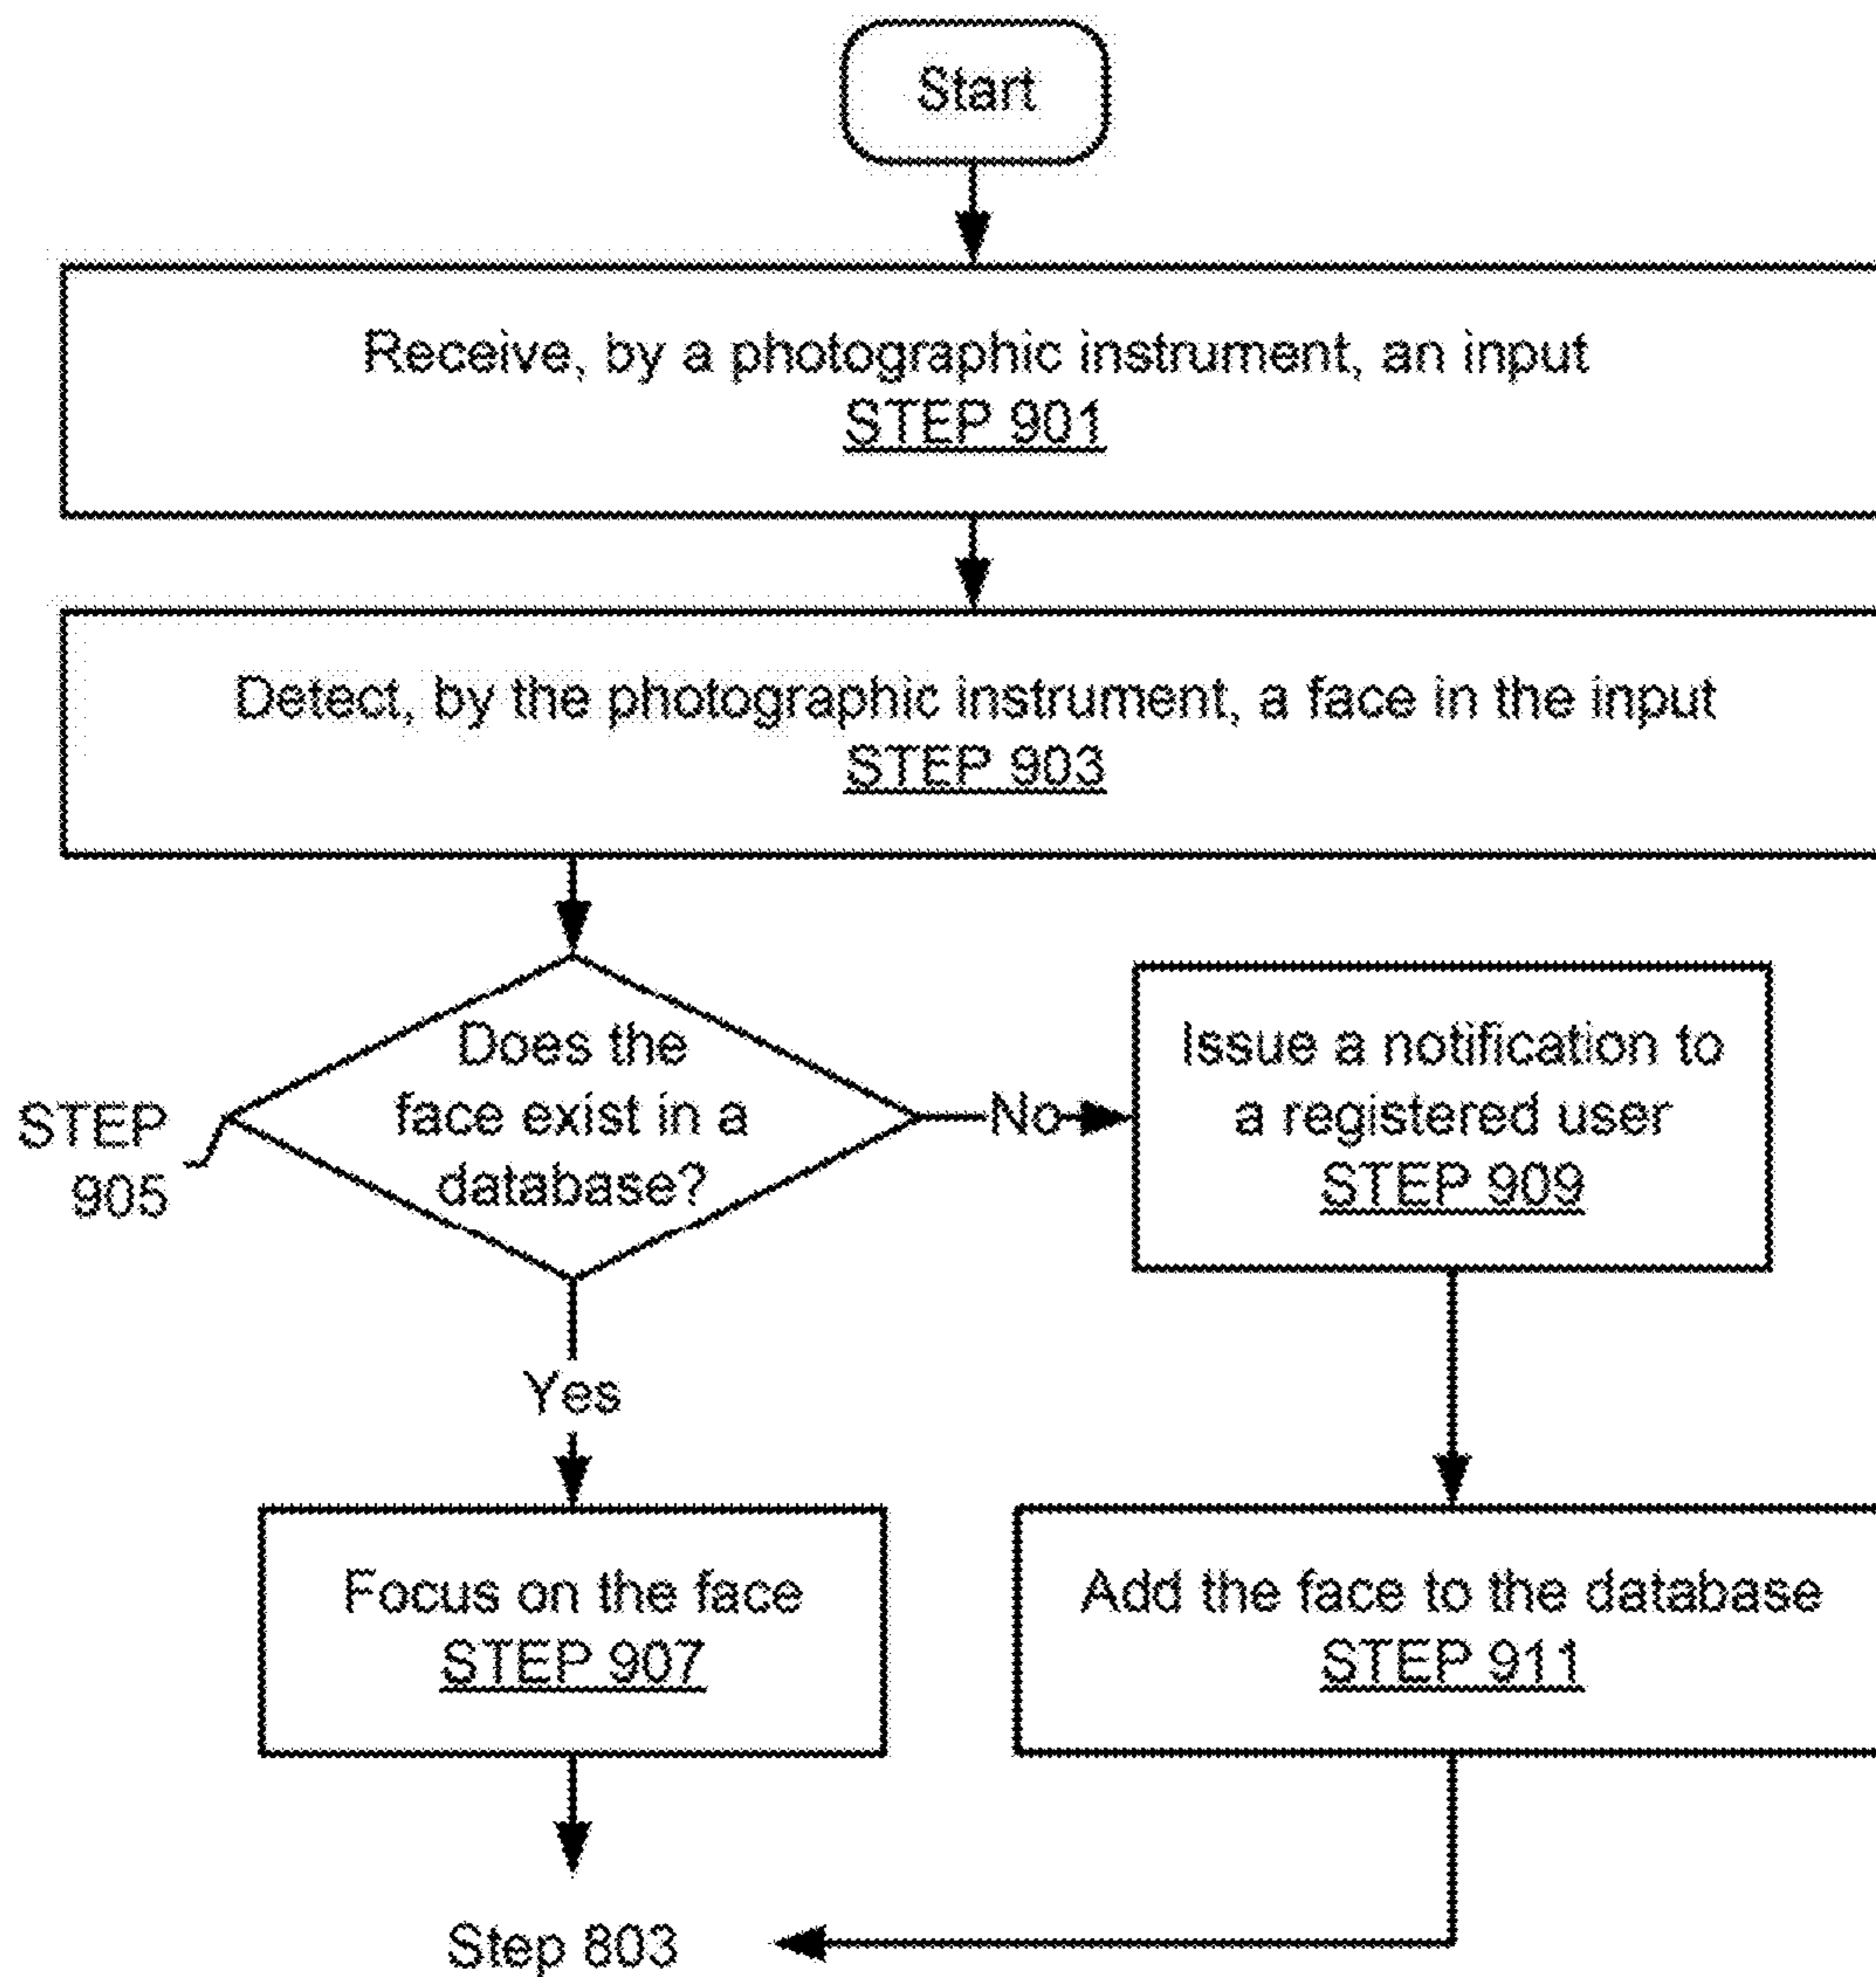 Start
Receive, by a photographic instrument, an input
STEP 901
Detect, by the photographic instrument, a face in the input
STEP 903
Does the
face exist in a
database?
STEP
905
No
Issue a notification to
a registered user
STEP 909
Yes
Focus on the face
STEP 907
Add the face to the database
STEP 911
Step 803